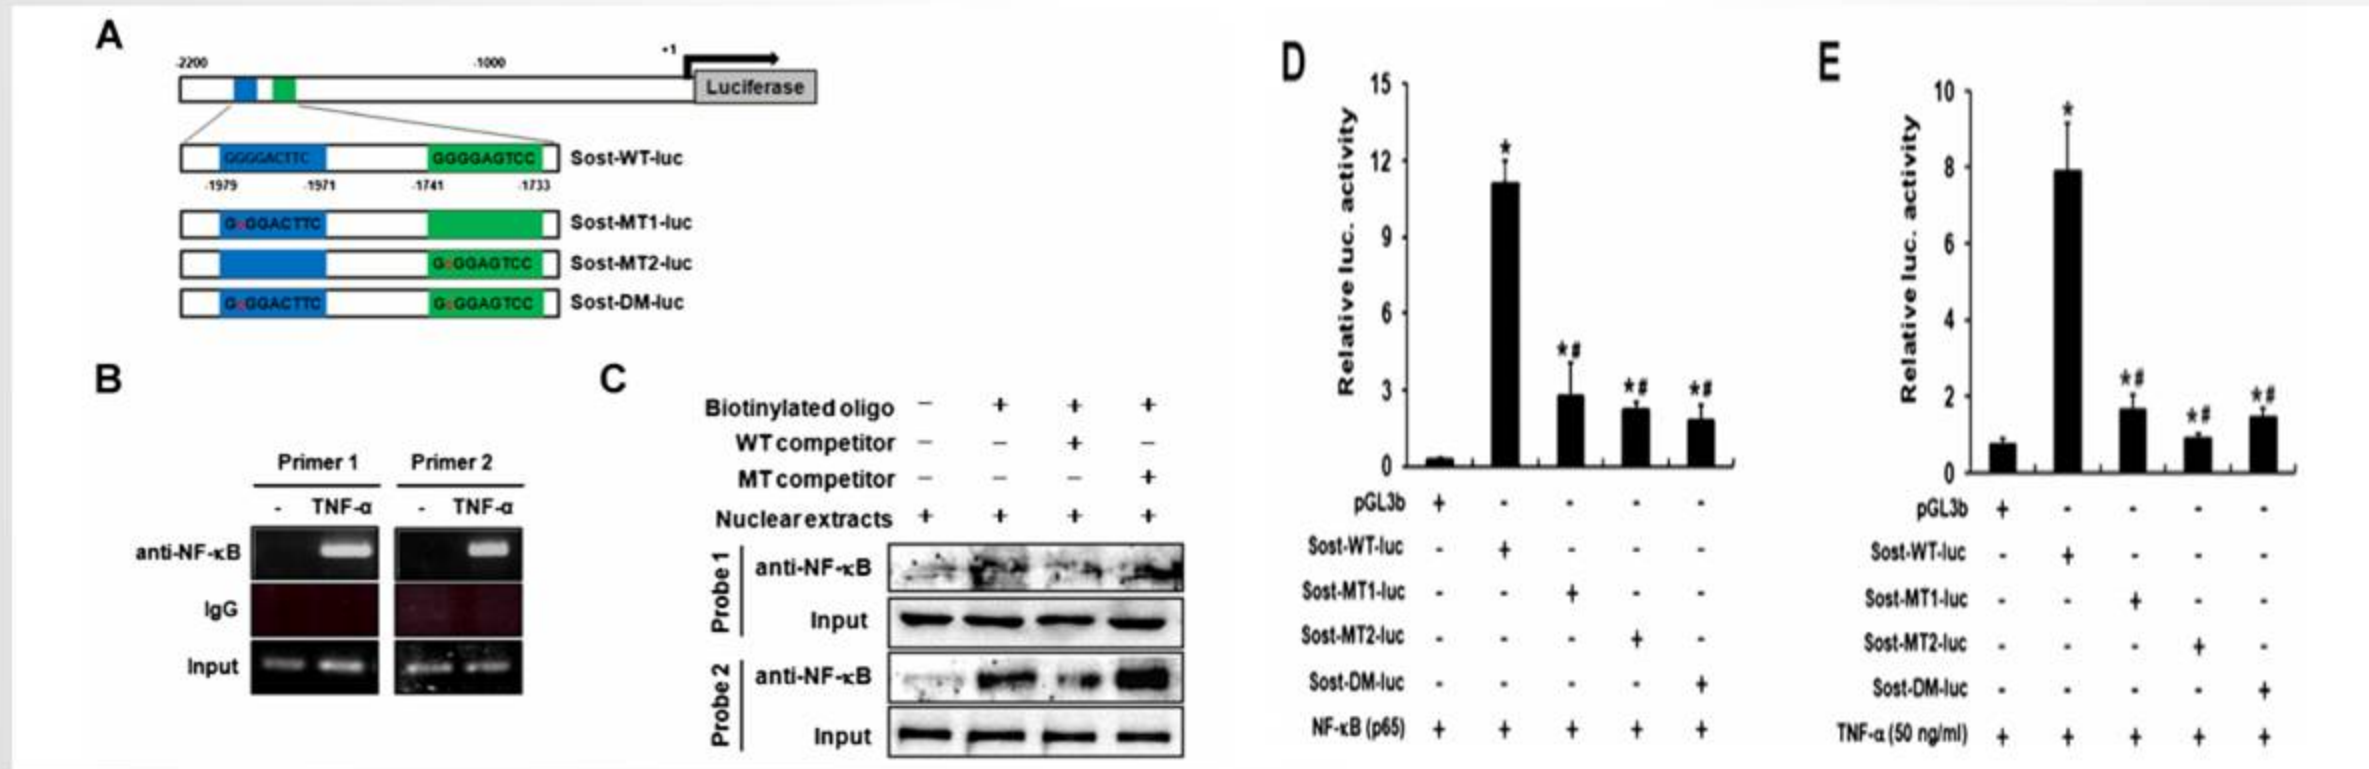 A
-2200
-1000
+1
Luciferase
GGGGACTTC
GGGGAGTCC
Sost-WT-luc
-1979
-1971
-1741
-1733
GcGGACTTC
Sost-MT1-luc
GcGGAGTCC
Sost-MT2-luc
GcGGACTTC
GcGGAGTCC
Sost-DM-luc
B
Primer 1
Primer 2
- TNF-α
- TNF-α
anti-NF-κB
IgG
Input
C
Biotinylated oligo − + + +
WT competitor − − + −
MT competitor − − − +
Nuclear extracts + + + +
Probe 1
anti-NF-κB
Input
Probe 2
anti-NF-κB
Input
D
Relative luc. activity
15
12
9
6
3
0
*
*#
*#
*#
pGL3b + - - - -
Sost-WT-luc - + - - -
Sost-MT1-luc - - + - -
Sost-MT2-luc - - - + -
Sost-DM-luc - - - - +
NF-κB (p65) + + + + +
E
Relative luc. activity
10
8
6
4
2
0
*
*#
*#
*#
pGL3b + - - - -
Sost-WT-luc - + - - -
Sost-MT1-luc - - + - -
Sost-MT2-luc - - - + -
Sost-DM-luc - - - - +
TNF-α (50 ng/ml) + + + + +